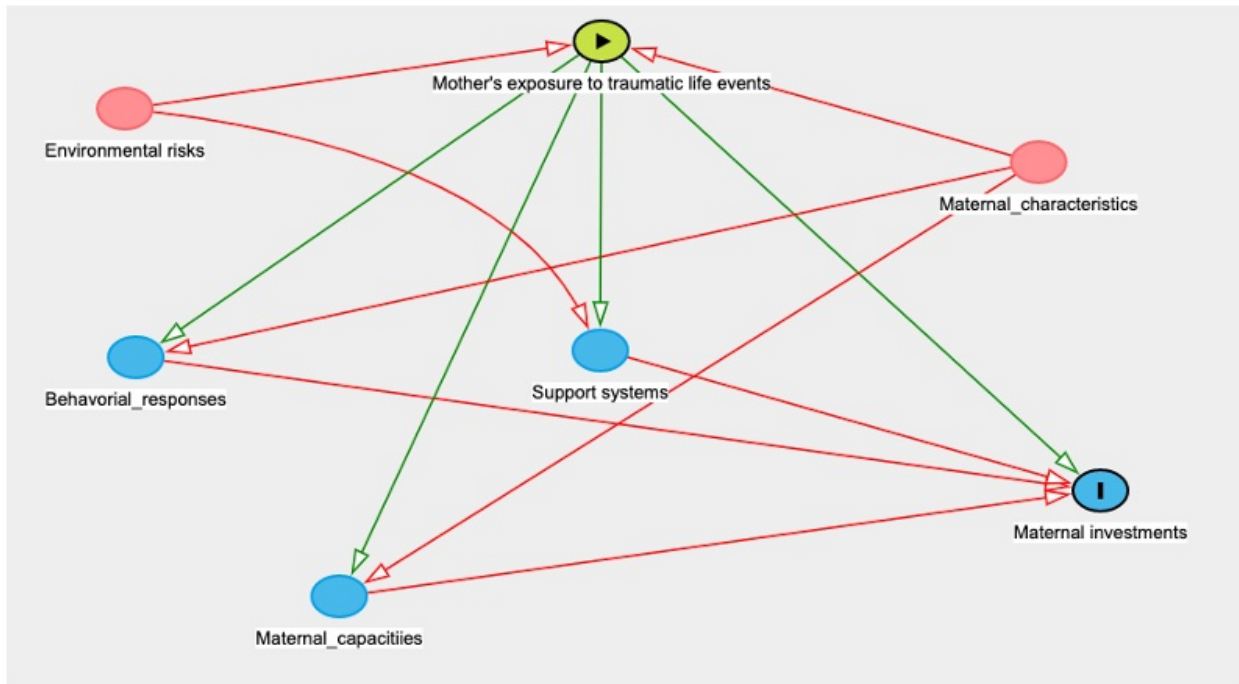 Mother's exposure to traumatic life events
Environmental risks
Maternal_characteristics
Behavorial_responses
Support systems
Maternal investments
Maternal_capacitiies